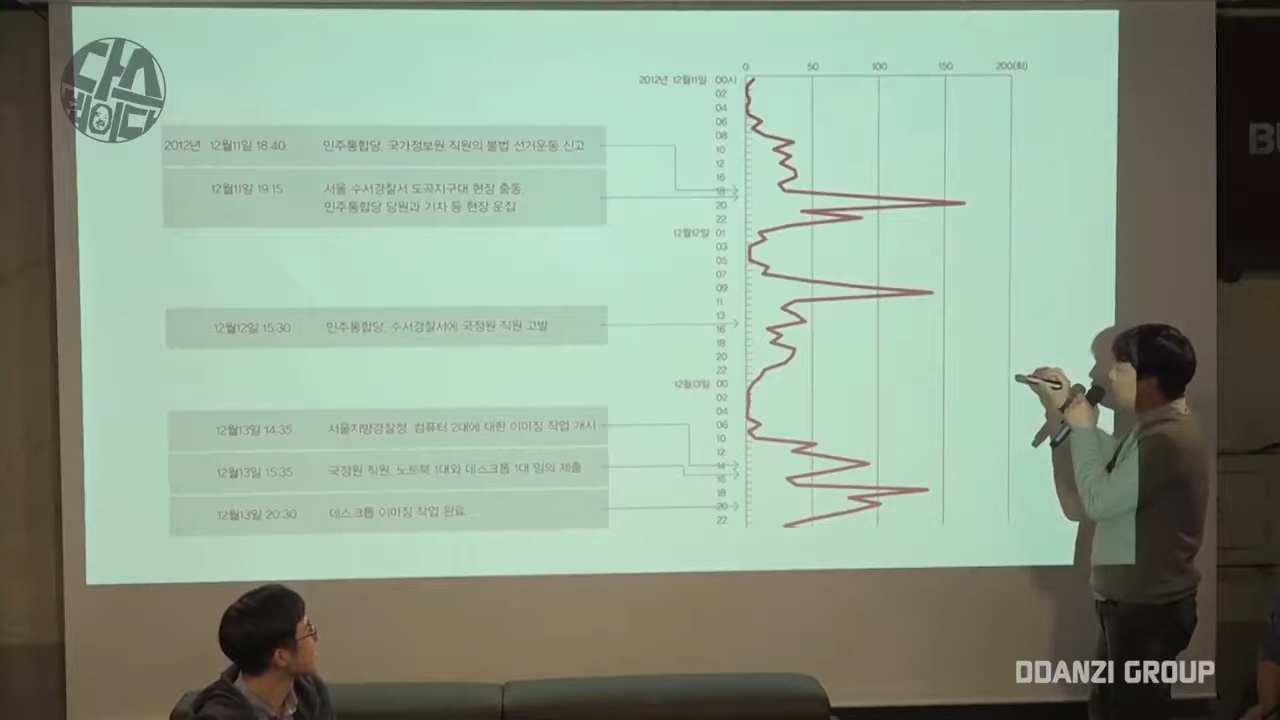 다스
뵈이다
0 50 100 150 200(회)
2012년 12월11일 00시
02
04
06
08
10
12
16
18
20
22
12월12일 01
03
05
07
09
11
13
16
18
20
22
12월13일 00
02
04
06
10
12
14
16
18
20
22
2012년 12월11일 18:40 민주통합당, 국가정보원 직원의 불법 선거운동 신고
12월11일 19:15 서울 수서경찰서 도곡지구대 현장 출동
민주통합당 당원과 기자 등 현장 운집
12월12일 15:30 민주통합당, 수서경찰서에 국정원 직원 고발
12월13일 14:35 서울지방경찰청, 컴퓨터 2대에 대한 이미징 작업 개시
12월13일 15:35 국정원 직원, 노트북 1대와 데스크톱 1대 임의 제출
12월13일 20:30 데스크톱 이미징 작업 완료
DDANZI GROUP